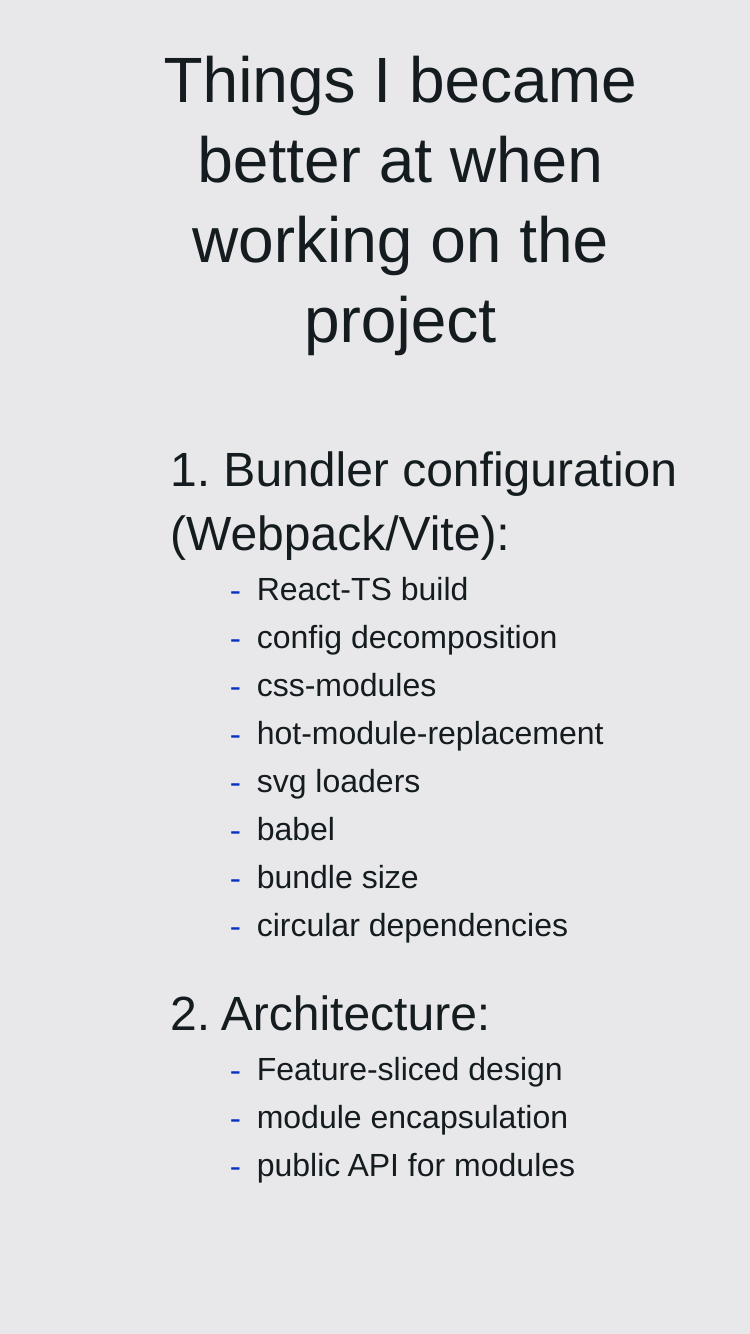 Things I became
better at when
working on the
project
1. Bundler configuration
(Webpack/Vite):
- React-TS build
- config decomposition
- css-modules
- hot-module-replacement
- svg loaders
- babel
- bundle size
- circular dependencies
2. Architecture:
- Feature-sliced design
- module encapsulation
- public API for modules